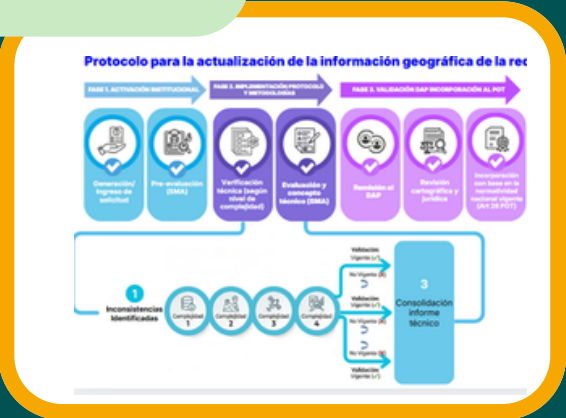 Protocolo para la actualización de la información geográfica de la rec
FASE 1. ACTIVACIÓN INSTITUCIONAL
FASE 2. IMPLEMENTACIÓN PROTOCOLO
Y METODOLOGÍAS
FASE 3. VALIDACIÓN DAP INCORPORACIÓN AL POT
Generación/
Ingreso de
solicitud
Pre-evaluación
(SMA)
Verificación
técnica (según
nivel de
complejidad)
Evaluación y
concepto
técnico (SMA)
Remisión al
DAP
Revisión
cartográfica y
jurídica
Incorporación
con base en la
normatividad
nacional vigente
(Art 28 POT)
1
Inconsistencias
Identificadas
Complejidad
1
Complejidad
2
Complejidad
3
Complejidad
4
Validación
Vigente (✓)
No Vigente (X)
Validación
Vigente (✓)
No Vigente (X)
No Vigente (X)
Validación
Vigente (✓)
3
Consolidación
informe
técnico